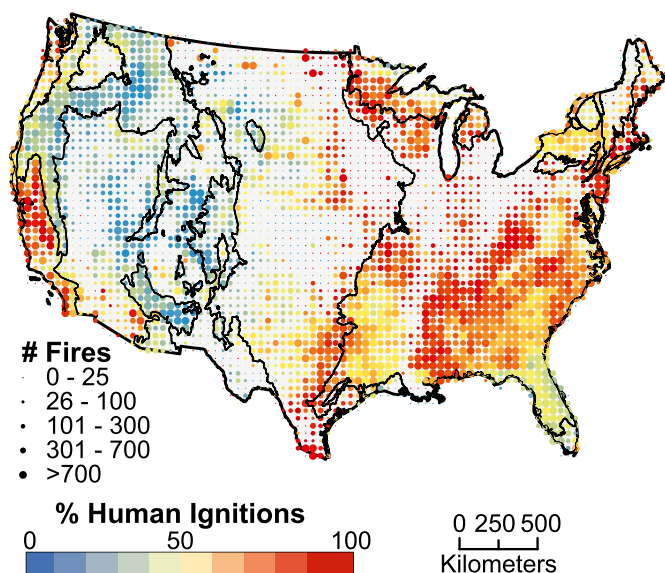 # Fires
0 - 25
26 - 100
101 - 300
301 - 700
>700
% Human Ignitions
0 50 100
0 250 500
Kilometers